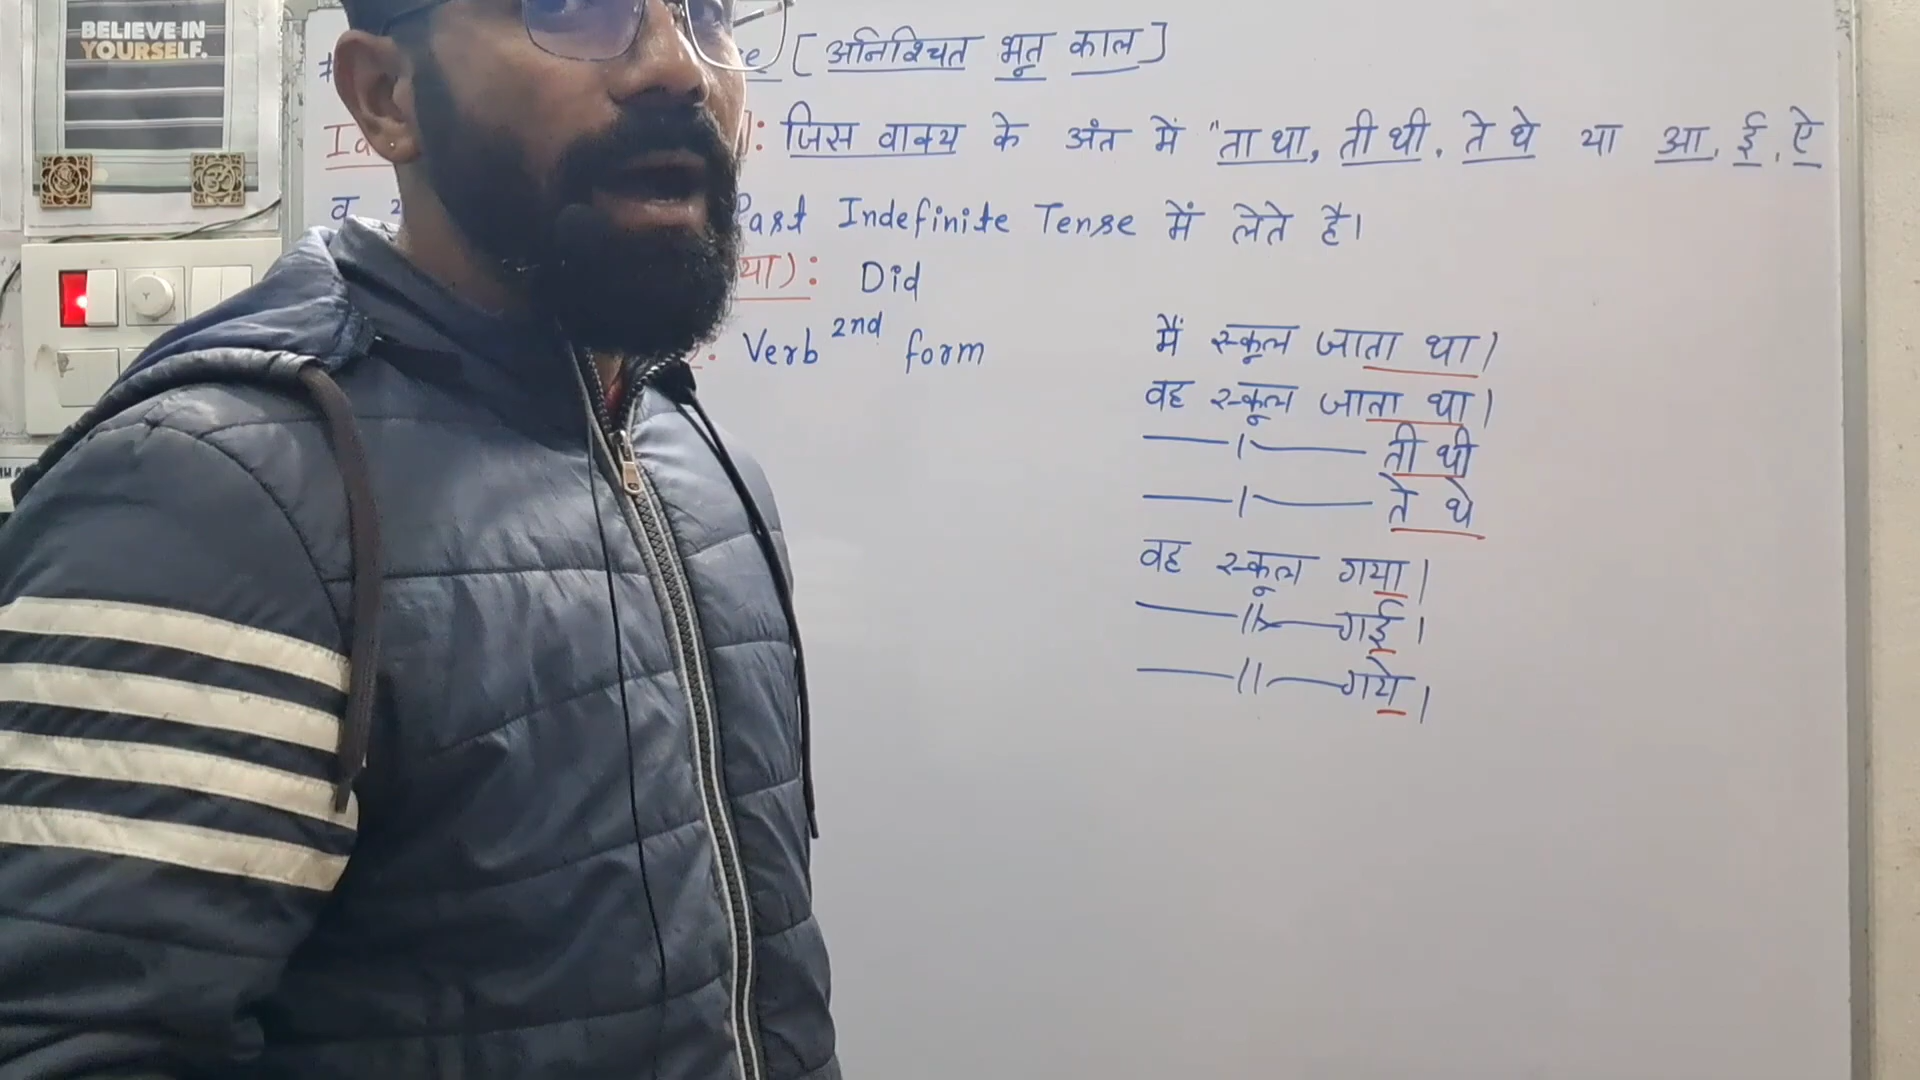 BELIEVE IN
YOURSELF.
# e [ अनिश्चित भूत काल ]
: जिस वाक्य के अंत में "ता था, ती थी, ते थे या आ, ई, ऐ
व Past Indefinite Tense में लेते है।
या) : Did
: Verb 2nd form
मैं स्कूल जाता था।
वह स्कूल जाता था।
——।—— ती थी
——।—— ते थे
वह स्कूल गया।
——॥—— गई।
——॥—— गये।